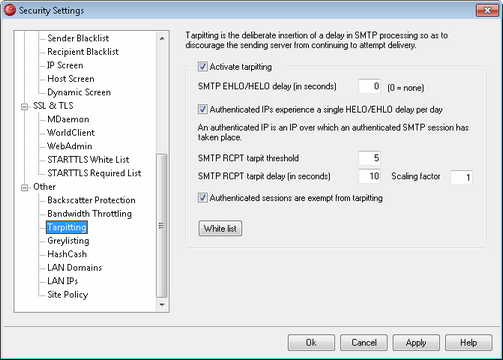 Security Settings
Sender Blacklist
Recipient Blacklist
IP Screen
Host Screen
Dynamic Screen
SSL & TLS
MDaemon
WorldClient
WebAdmin
STARTTLS White List
STARTTLS Required List
Other
Backscatter Protection
Bandwidth Throttling
Tarpitting
Greylisting
HashCash
LAN Domains
LAN IPs
Site Policy
Tarpitting is the deliberate insertion of a delay in SMTP processing so as to
discourage the sending server from continuing to attempt delivery.
Activate tarpitting
SMTP EHLO/HELO delay (in seconds) 0 (0 = none)
Authenticated IPs experience a single HELO/EHLO delay per day
An authenticated IP is an IP over which an authenticated SMTP session has
taken place.
SMTP RCPT tarpit threshold 5
SMTP RCPT tarpit delay (in seconds) 10 Scaling factor 1
Authenticated sessions are exempt from tarpitting
White list
Ok Cancel Apply Help